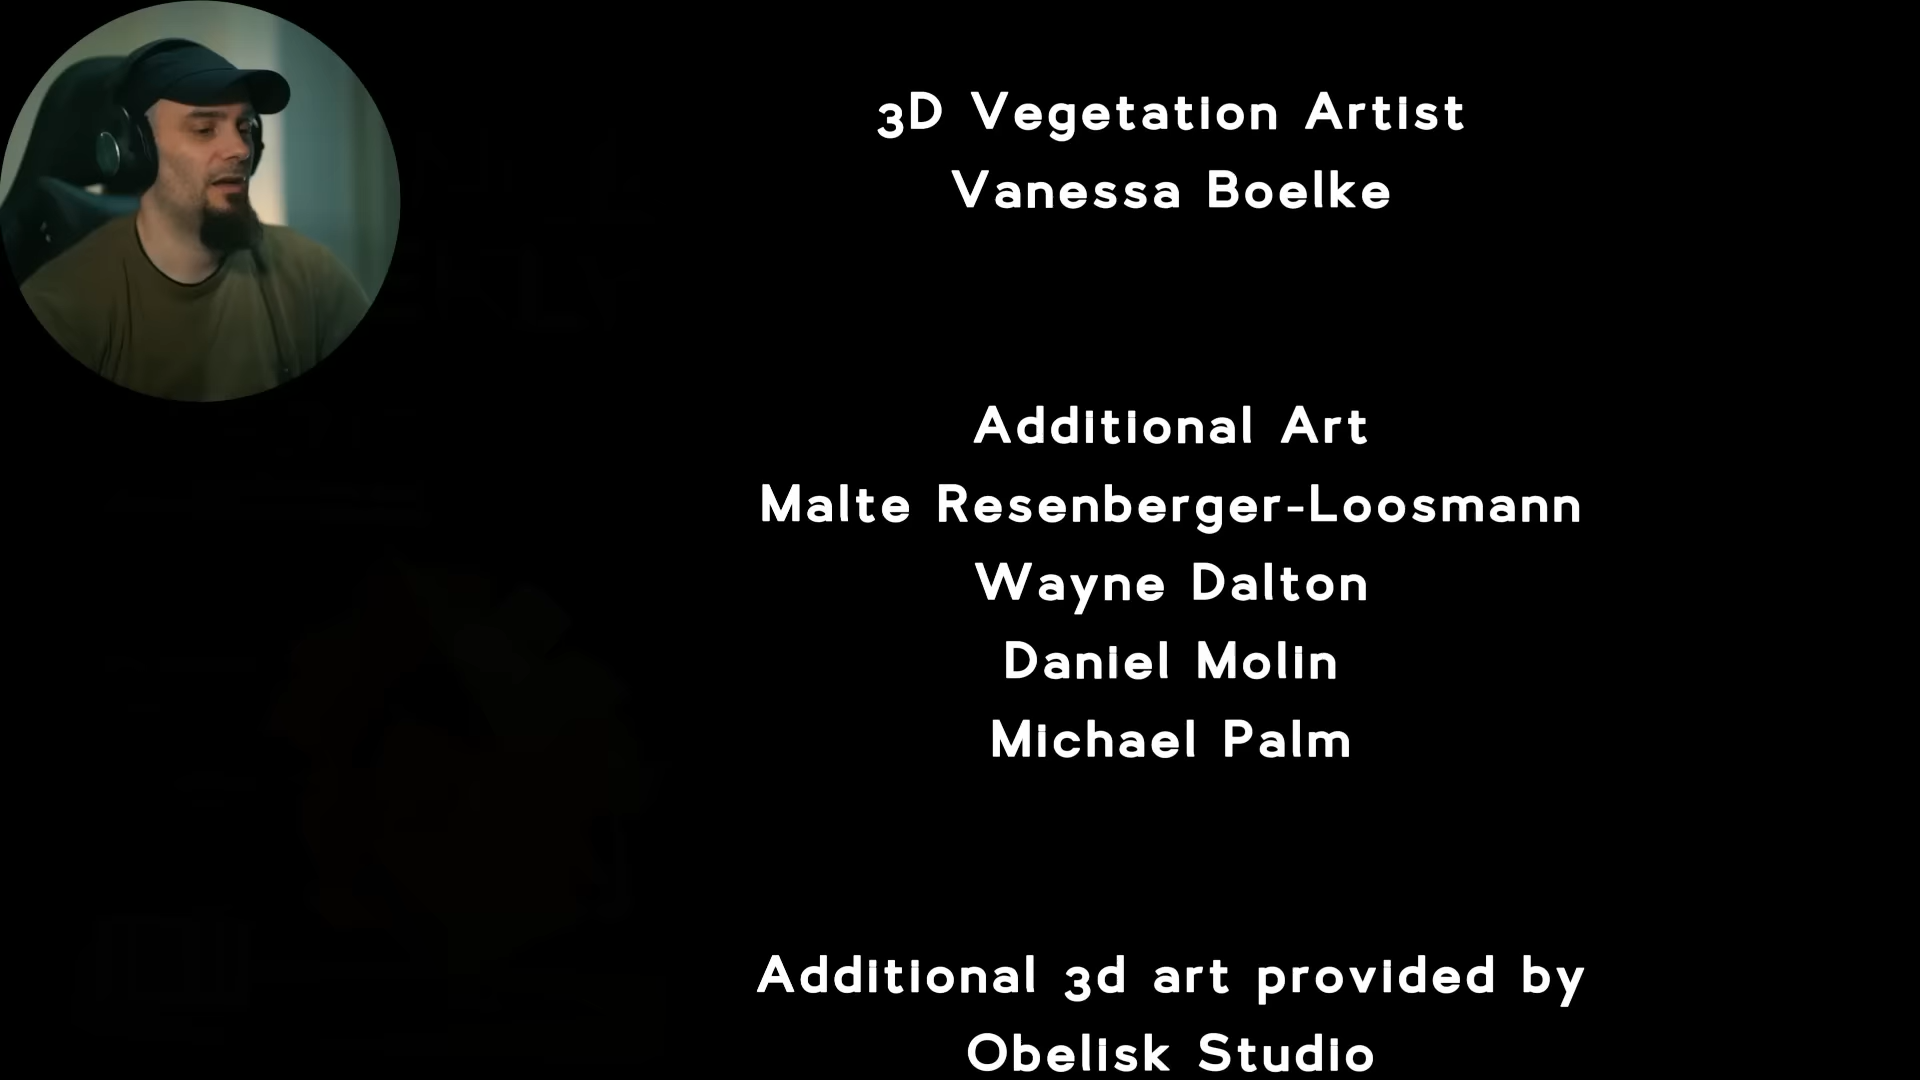 3D Vegetation Artist
Vanessa Boelke
Additional Art
Malte Resenberger-Loosmann
Wayne Dalton
Daniel Molin
Michael Palm
Additional 3d art provided by
Obelisk Studio